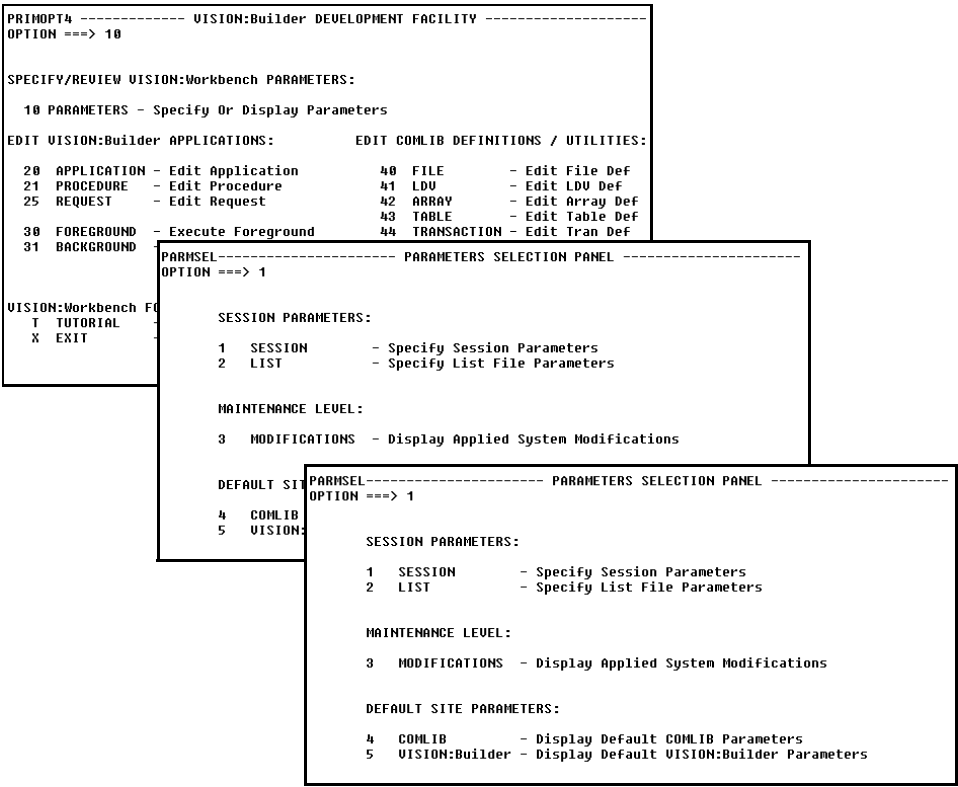 PRIMOPT4 ------------- VISION:Builder DEVELOPMENT FACILITY --------------------
OPTION ===> 10
SPECIFY/REVIEW VISION:Workbench PARAMETERS:
10 PARAMETERS - Specify Or Display Parameters
EDIT VISION:Builder APPLICATIONS: EDIT COMLIB DEFINITIONS / UTILITIES:
20 APPLICATION - Edit Application 40 FILE - Edit File Def
21 PROCEDURE - Edit Procedure 41 LDV - Edit LDV Def
25 REQUEST - Edit Request 42 ARRAY - Edit Array Def
43 TABLE - Edit Table Def
30 FOREGROUND - Execute Foreground 44 TRANSACTION - Edit Tran Def
31 BACKGROUND -
VISION:Workbench FO
T TUTORIAL -
X EXIT -
PARMSEL----------------------- PARAMETERS SELECTION PANEL ----------------------
OPTION ===> 1
SESSION PARAMETERS:
1 SESSION - Specify Session Parameters
2 LIST - Specify List File Parameters
MAINTENANCE LEVEL:
3 MODIFICATIONS - Display Applied System Modifications
DEFAULT SIT
4 COMLIB
5 VISION:
PARMSEL----------------------- PARAMETERS SELECTION PANEL ----------------------
OPTION ===> 1
SESSION PARAMETERS:
1 SESSION - Specify Session Parameters
2 LIST - Specify List File Parameters
MAINTENANCE LEVEL:
3 MODIFICATIONS - Display Applied System Modifications
DEFAULT SITE PARAMETERS:
4 COMLIB - Display Default COMLIB Parameters
5 VISION:Builder - Display Default VISION:Builder Parameters